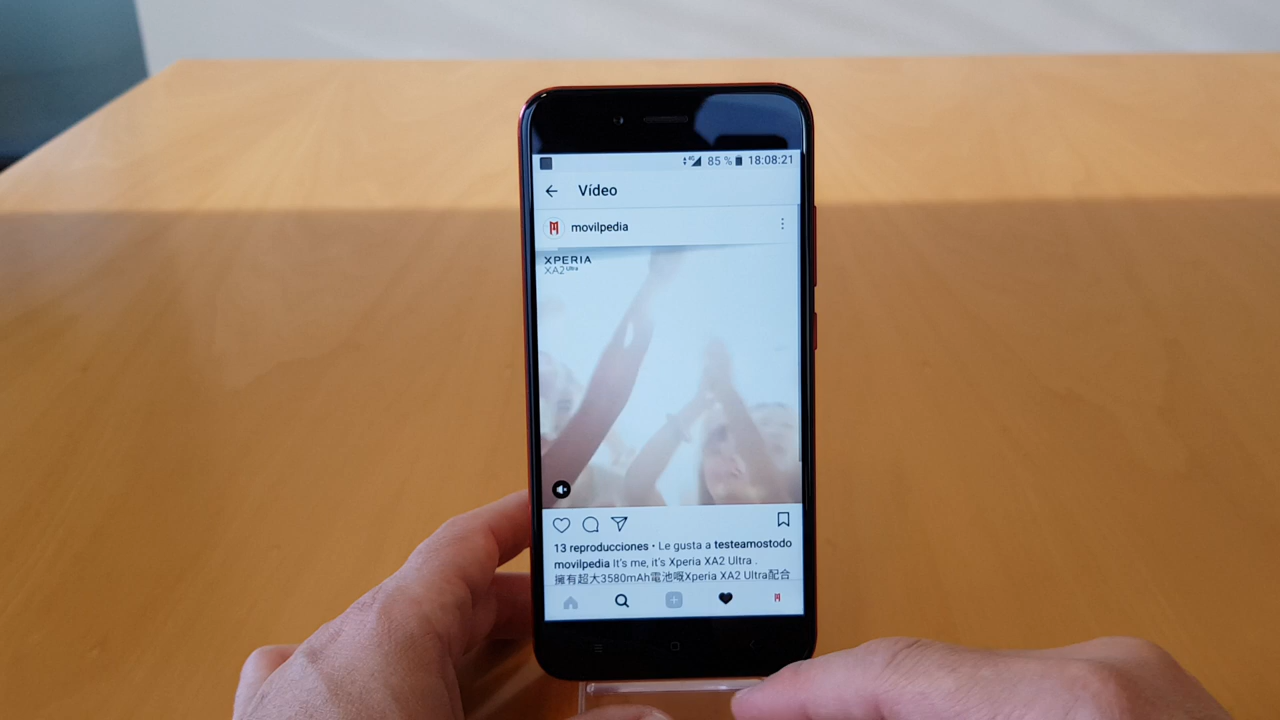 4G 85 % 18:08:21
Vídeo
movilpedia
XPERIA
XA2 Ultra
13 reproducciones • Le gusta a testeamostodo
movilpedia It's me, it's Xperia XA2 Ultra .
擁有超大3580mAh電池嘅Xperia XA2 Ultra配合